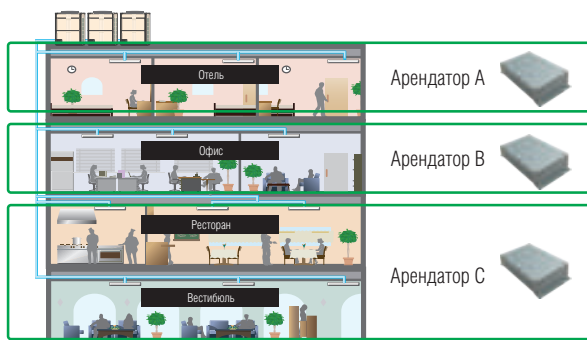 Отель
Арендатор A
Офис
Арендатор B
Ресторан
Арендатор C
Вестибюль